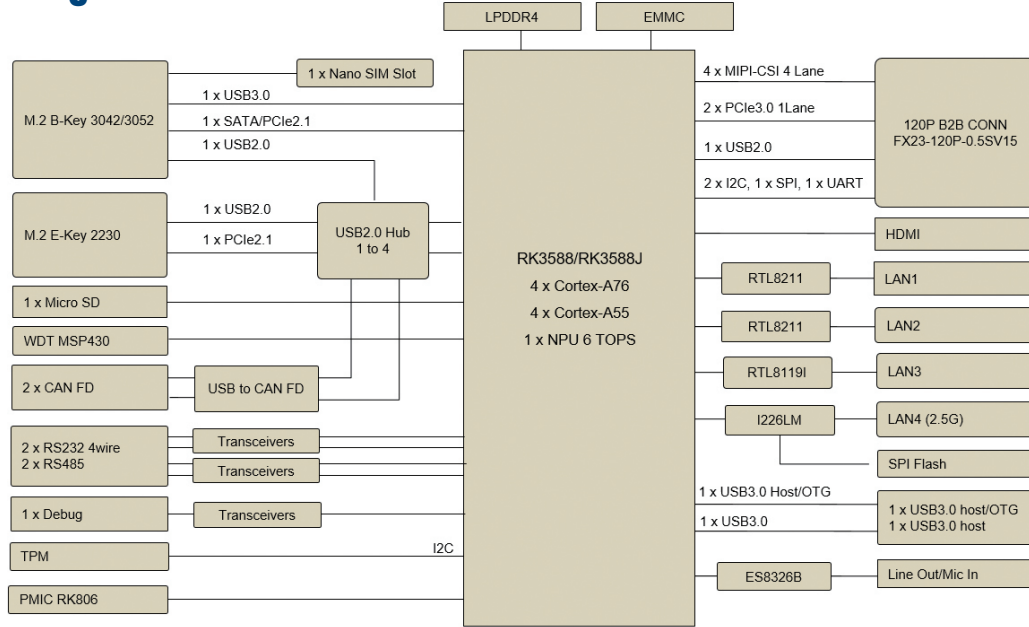 LPDDR4
EMMC
M.2 B-Key 3042/3052
1 x Nano SIM Slot
1 x USB3.0
1 x SATA/PCIe2.1
1 x USB2.0
M.2 E-Key 2230
1 x USB2.0
1 x PCIe2.1
USB2.0 Hub
1 to 4
1 x Micro SD
WDT MSP430
2 x CAN FD
USB to CAN FD
2 x RS232 4wire
2 x RS485
Transceivers
Transceivers
1 x Debug
Transceivers
TPM
I2C
PMIC RK806
RK3588/RK3588J
4 x Cortex-A76
4 x Cortex-A55
1 x NPU 6 TOPS
4 x MIPI-CSI 4 Lane
2 x PCIe3.0 1Lane
1 x USB2.0
2 x I2C, 1 x SPI, 1 x UART
120P B2B CONN
FX23-120P-0.5SV15
HDMI
RTL8211
LAN1
RTL8211
LAN2
RTL8119I
LAN3
I226LM
LAN4 (2.5G)
SPI Flash
1 x USB3.0 Host/OTG
1 x USB3.0
1 x USB3.0 host/OTG
1 x USB3.0 host
ES8326B
Line Out/Mic In